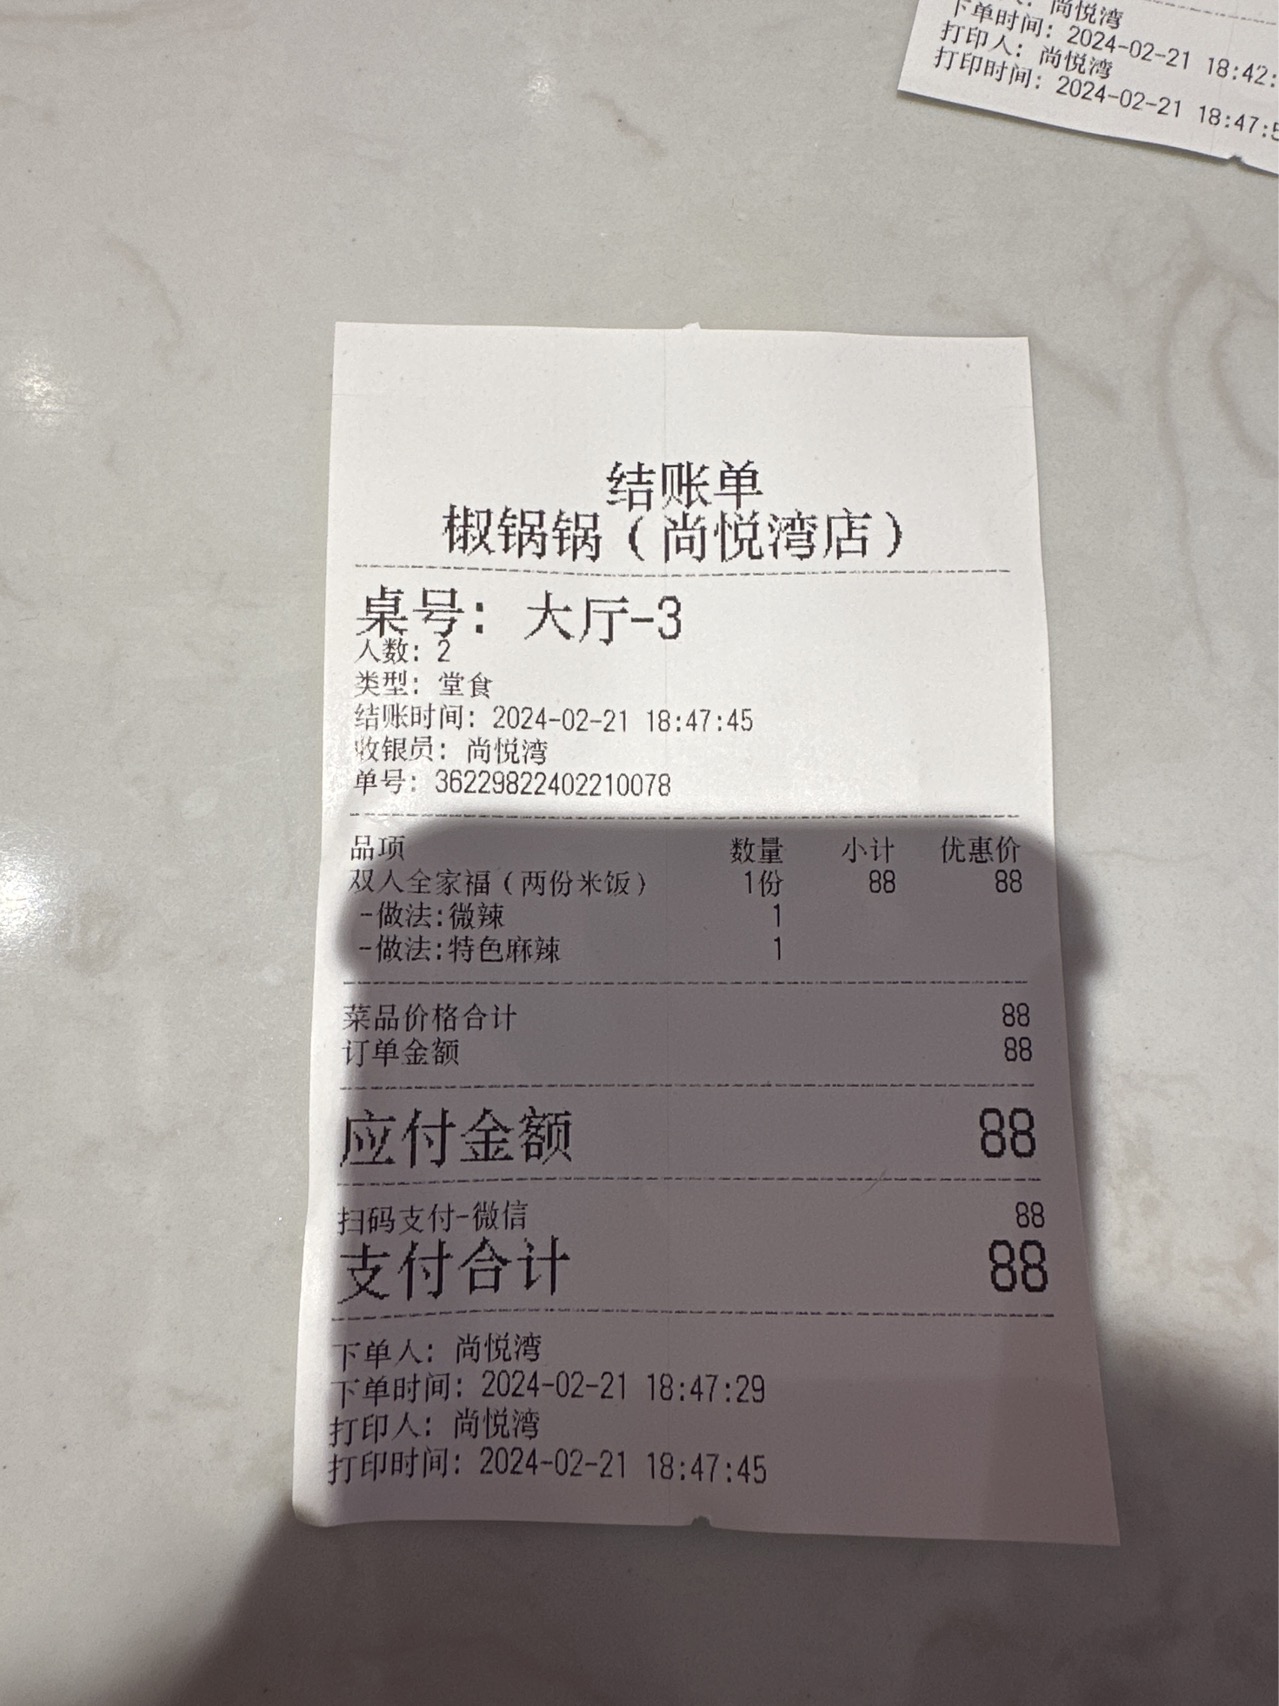 尚悦湾
下单时间: 2024-02-21 18:42:
打印人: 尚悦湾
打印时间: 2024-02-21 18:47:5
结账单
椒锅锅(尚悦湾店)
桌号: 大厅-3
人数: 2
类型: 堂食
结账时间: 2024-02-21 18:47:45
收银员: 尚悦湾
单号: 36229822402210078
品项 数量 小计 优惠价
双人全家福(两份米饭) 1份 88 88
-做法:微辣 1
-做法:特色麻辣 1
菜品价格合计 88
订单金额 88
应付金额 88
扫码支付-微信 88
支付合计 88
下单人: 尚悦湾
下单时间: 2024-02-21 18:47:29
打印人: 尚悦湾
打印时间: 2024-02-21 18:47:45